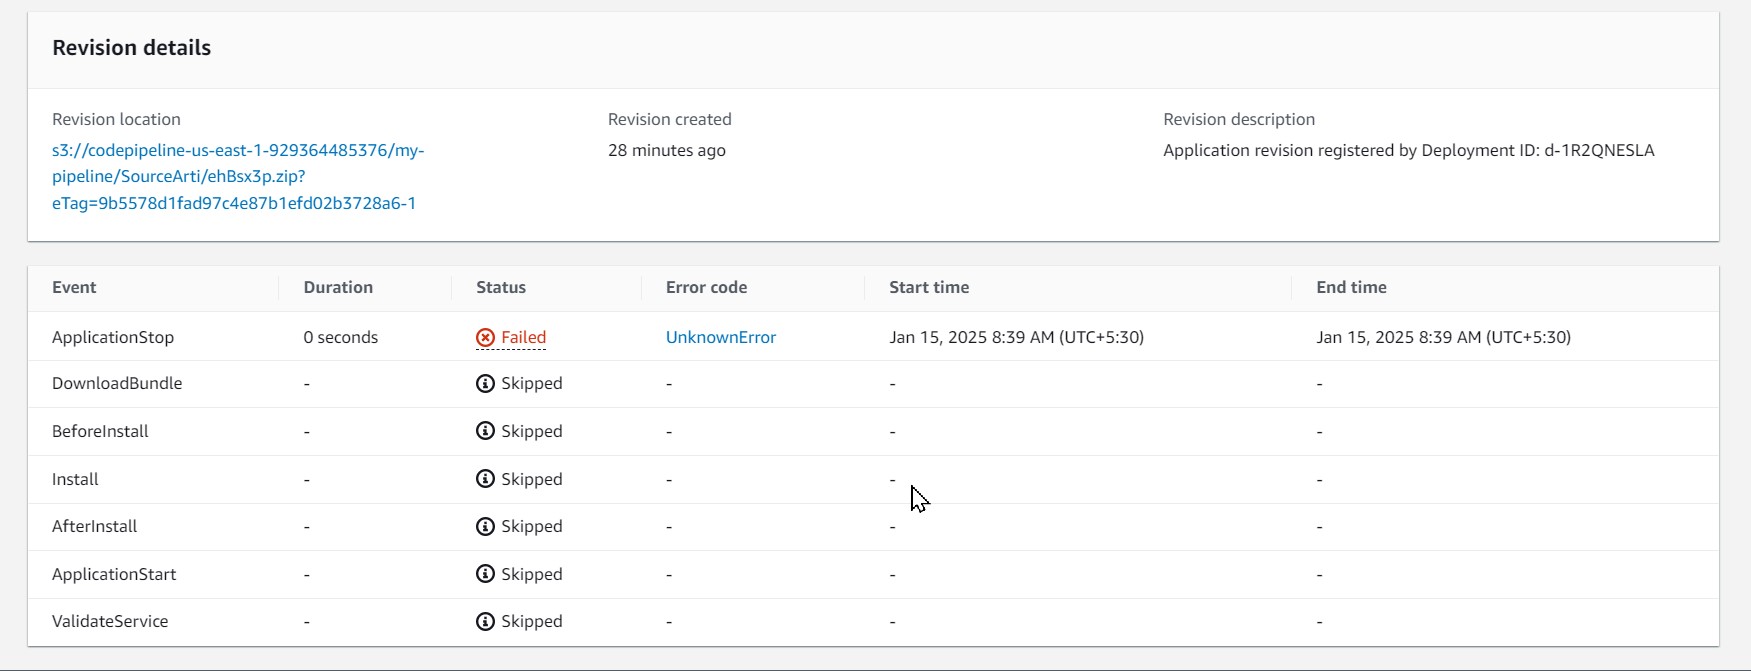 Revision details
Revision location
Revision created
Revision description
s3://codepipeline-us-east-1-929364485376/my-
pipeline/SourceArti/ehBsx3p.zip?
eTag=9b5578d1fad97c4e87b1efd02b3728a6-1
28 minutes ago
Application revision registered by Deployment ID: d-1R2QNESLA
Event Duration Status Error code Start time End time
ApplicationStop 0 seconds Failed UnknownError Jan 15, 2025 8:39 AM (UTC+5:30) Jan 15, 2025 8:39 AM (UTC+5:30)
DownloadBundle - Skipped - - -
BeforeInstall - Skipped - - -
Install - Skipped - - -
AfterInstall - Skipped - - -
ApplicationStart - Skipped - - -
ValidateService - Skipped - - -